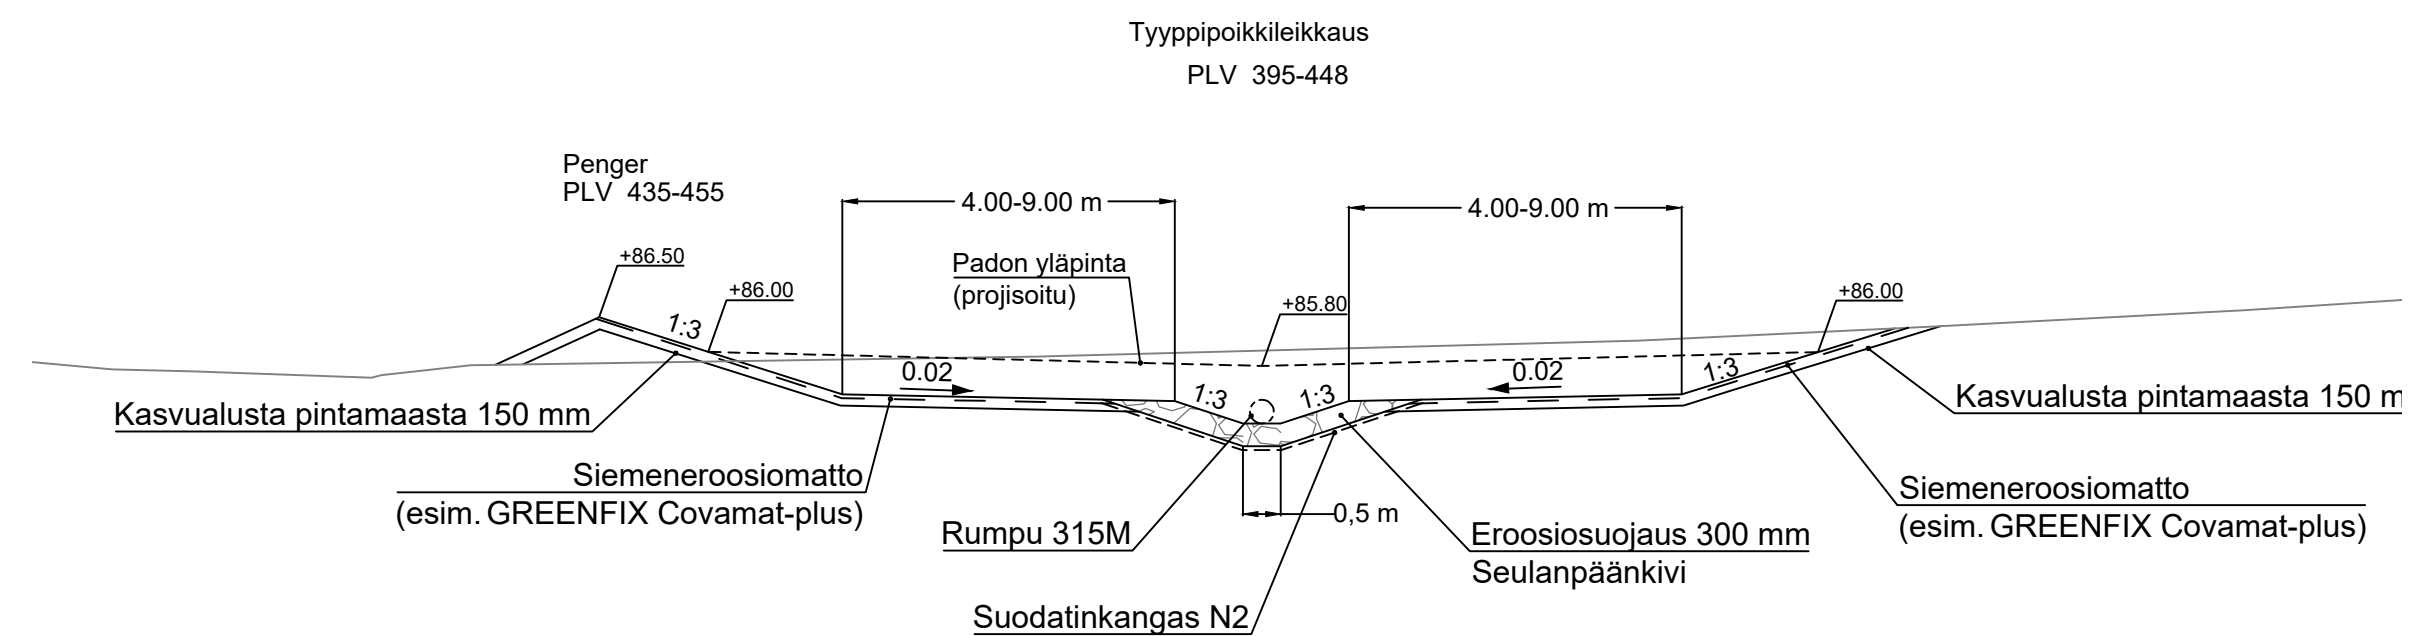 Tyyppipoikkileikkaus
PLV 395-448
Penger
PLV 435-455
4.00-9.00 m
4.00-9.00 m
+86.50
+86.00
Padon yläpinta
(projisoitu)
+85.80
+86.00
1:3
0.02
1:3
1:3
0.02
1:3
Kasvualusta pintamaasta 150 mm
Kasvualusta pintamaasta 150 m
Siemeneroosiomatto
(esim. GREENFIX Covamat-plus)
Siemeneroosiomatto
(esim. GREENFIX Covamat-plus)
0,5 m
Rumpu 315M
Eroosiosuojaus 300 mm
Seulanpäänkivi
Suodatinkangas N2